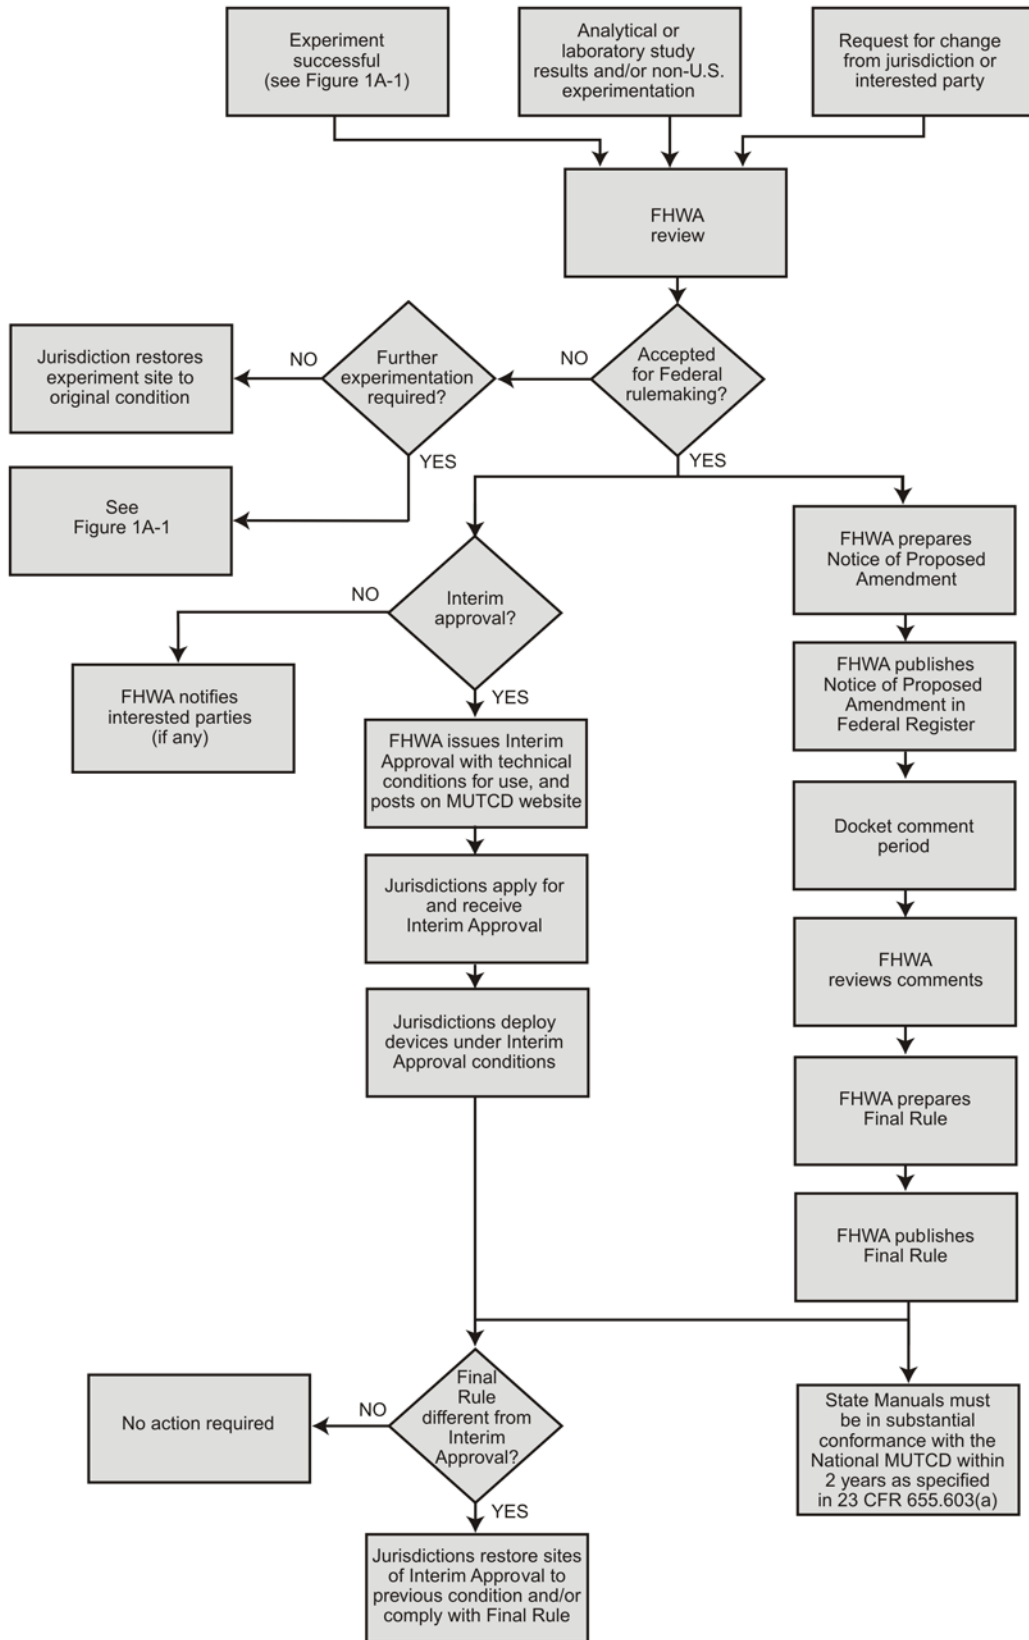 Experiment
successful
(see Figure 1A-1)
Analytical or
laboratory study
results and/or non-U.S.
experimentation
Request for change
from jurisdiction or
interested party
FHWA
review
Accepted
for Federal
rulemaking?
NO
YES
Further
experimentation
required?
NO
YES
Jurisdiction restores
experiment site to
original condition
See
Figure 1A-1
Interim
approval?
NO
YES
FHWA notifies
interested parties
(if any)
FHWA issues Interim
Approval with technical
conditions for use, and
posts on MUTCD website
Jurisdictions apply for
and receive
Interim Approval
Jurisdictions deploy
devices under Interim
Approval conditions
FHWA prepares
Notice of Proposed
Amendment
FHWA publishes
Notice of Proposed
Amendment in
Federal Register
Docket comment
period
FHWA
reviews comments
FHWA prepares
Final Rule
FHWA publishes
Final Rule
Final
Rule
different from
Interim
Approval?
NO
YES
No action required
State Manuals must
be in substantial
conformance with the
National MUTCD within
2 years as specified
in 23 CFR 655.603(a)
Jurisdictions restore sites
of Interim Approval to
previous condition and/or
comply with Final Rule